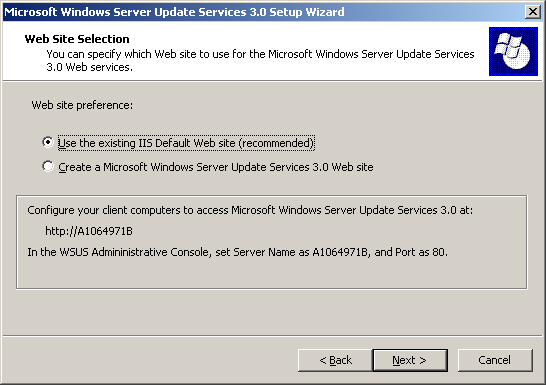 Microsoft Windows Server Update Services 3.0 Setup Wizard
Web Site Selection
You can specify which Web site to use for the Microsoft Windows Server Update Services
3.0 Web services.
Web site preference:
Use the existing IIS Default Web site (recommended)
Create a Microsoft Windows Server Update Services 3.0 Web site
Configure your client computers to access Microsoft Windows Server Update Services 3.0 at:
http://A1064971B
In the WSUS Admininistrative Console, set Server Name as A1064971B, and Port as 80.
< Back Next > Cancel